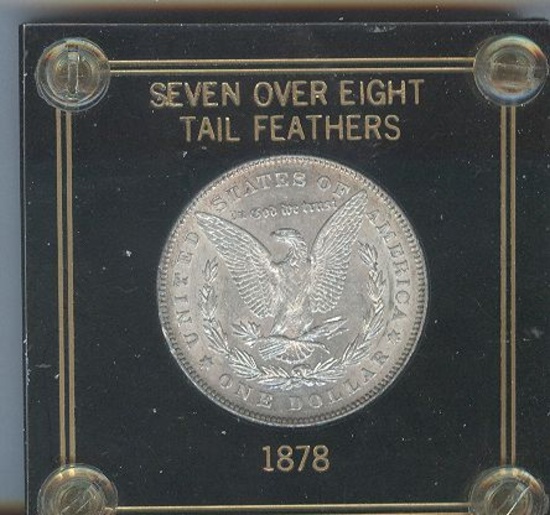 SEVEN OVER EIGHT
TAIL FEATHERS
UNITED STATES OF AMERICA
In God we trust
ONE DOLLAR
1878